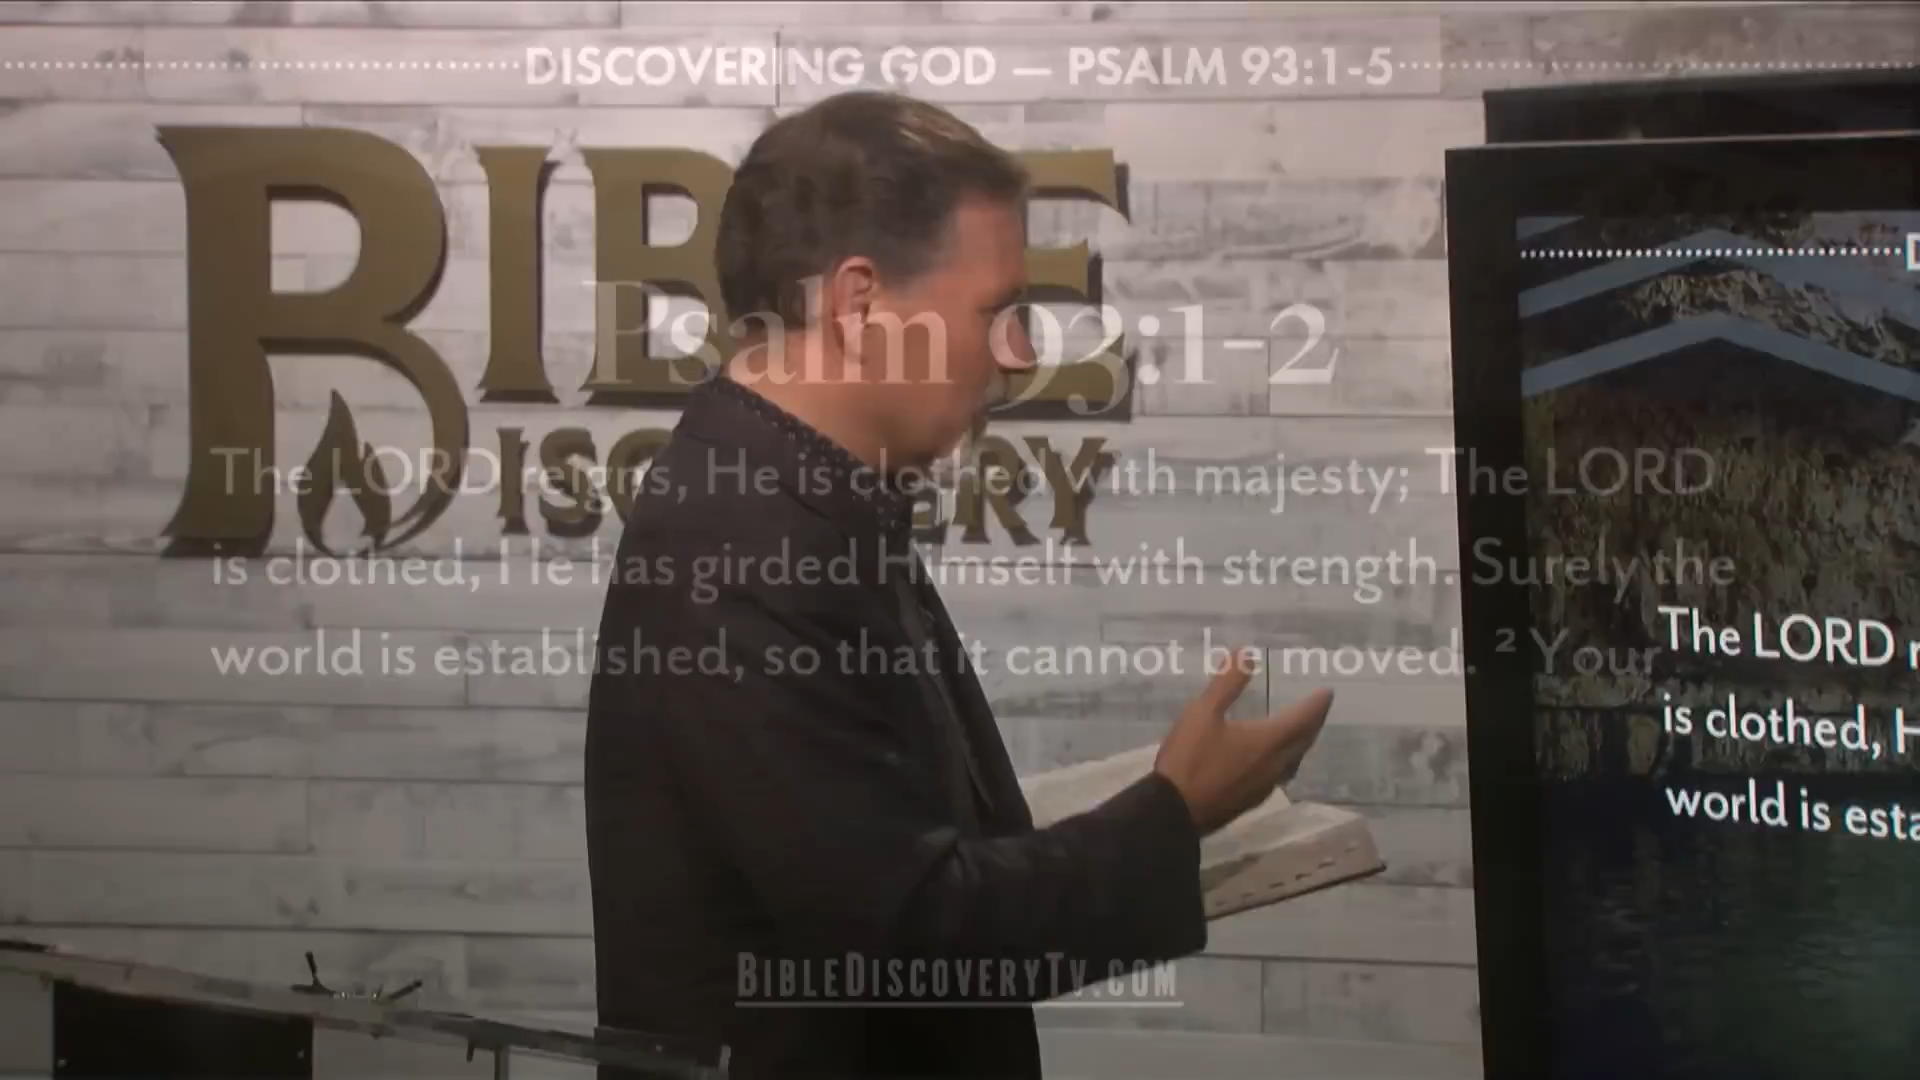 DISCOVERING GOD — PSALM 93:1-5
BIBLE
DISCOVERY
Psalm 93:1-2
The LORD reigns, He is clothed with majesty; The LORD
is clothed, He has girded Himself with strength. Surely the
world is established, so that it cannot be moved. ² Your
D
The LORD r
is clothed, H
world is esta
BIBLEDISCOVERYTV.COM